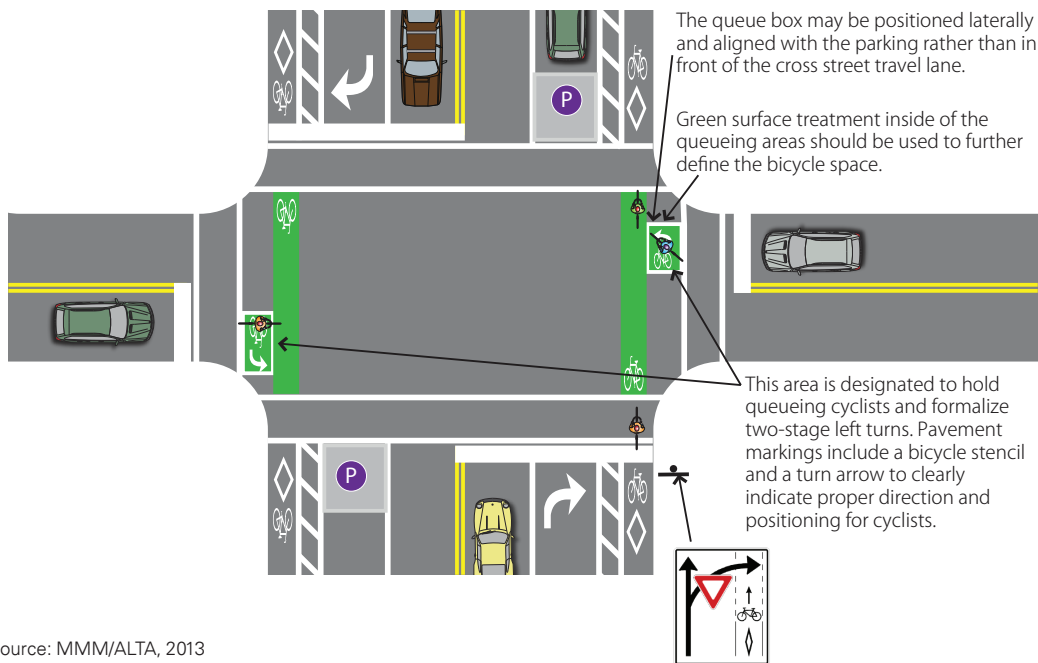 The queue box may be positioned laterally
and aligned with the parking rather than in
front of the cross street travel lane.
P
Green surface treatment inside of the
queueing areas should be used to further
define the bicycle space.
This area is designated to hold
queueing cyclists and formalize
two-stage left turns. Pavement
markings include a bicycle stencil
and a turn arrow to clearly
indicate proper direction and
positioning for cyclists.
P
ource: MMM/ALTA, 2013